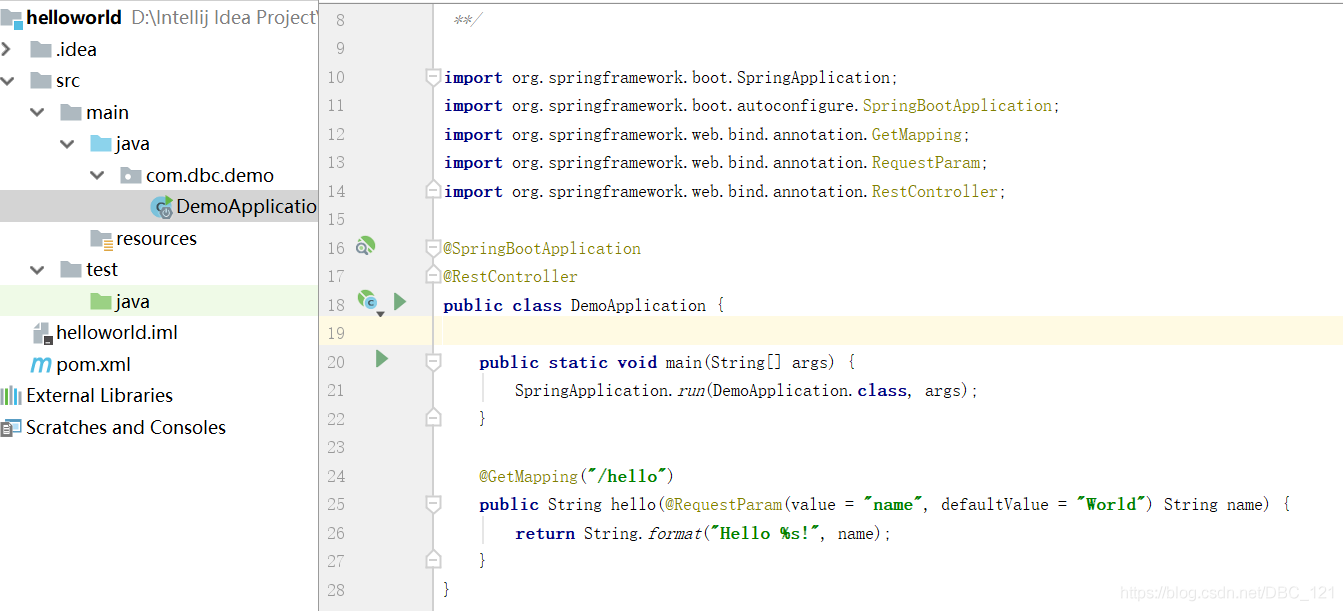 helloworld D:\Intellij Idea Project\
.idea
src
main
java
com.dbc.demo
DemoApplicatio
resources
test
java
helloworld.iml
pom.xml
External Libraries
Scratches and Consoles
8 **/
9
10 import org.springframework.boot.SpringApplication;
11 import org.springframework.boot.autoconfigure.SpringBootApplication;
12 import org.springframework.web.bind.annotation.GetMapping;
13 import org.springframework.web.bind.annotation.RequestParam;
14 import org.springframework.web.bind.annotation.RestController;
15
16 @SpringBootApplication
17 @RestController
18 public class DemoApplication {
19
20 public static void main(String[] args) {
21 SpringApplication.run(DemoApplication.class, args);
22 }
23
24 @GetMapping("/hello")
25 public String hello(@RequestParam(value = "name", defaultValue = "World") String name) {
26 return String.format("Hello %s!", name);
27 }
28 }
https://blog.csdn.net/DBC_121